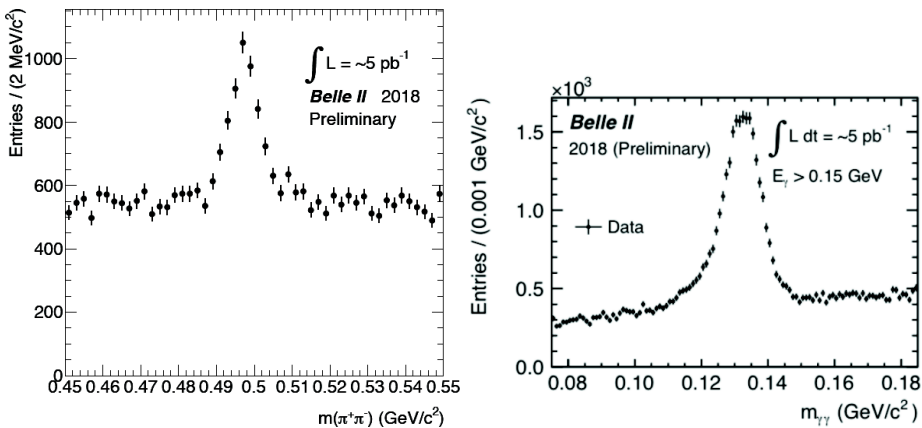 Entries / (2 MeV/c²)
1000
800
600
400
200
0
∫ L = ~5 pb⁻¹
Belle II 2018
Preliminary
0.45 0.46 0.47 0.48 0.49 0.5 0.51 0.52 0.53 0.54 0.55
m(π⁺π⁻) (GeV/c²)
×10³
Entries / (0.001 GeV/c²)
1.5
1.0
0.5
0.0
Belle II
2018 (Preliminary)
∫ L dt = ~5 pb⁻¹
Eγ > 0.15 GeV
Data
0.08 0.10 0.12 0.14 0.16 0.18
mγγ (GeV/c²)